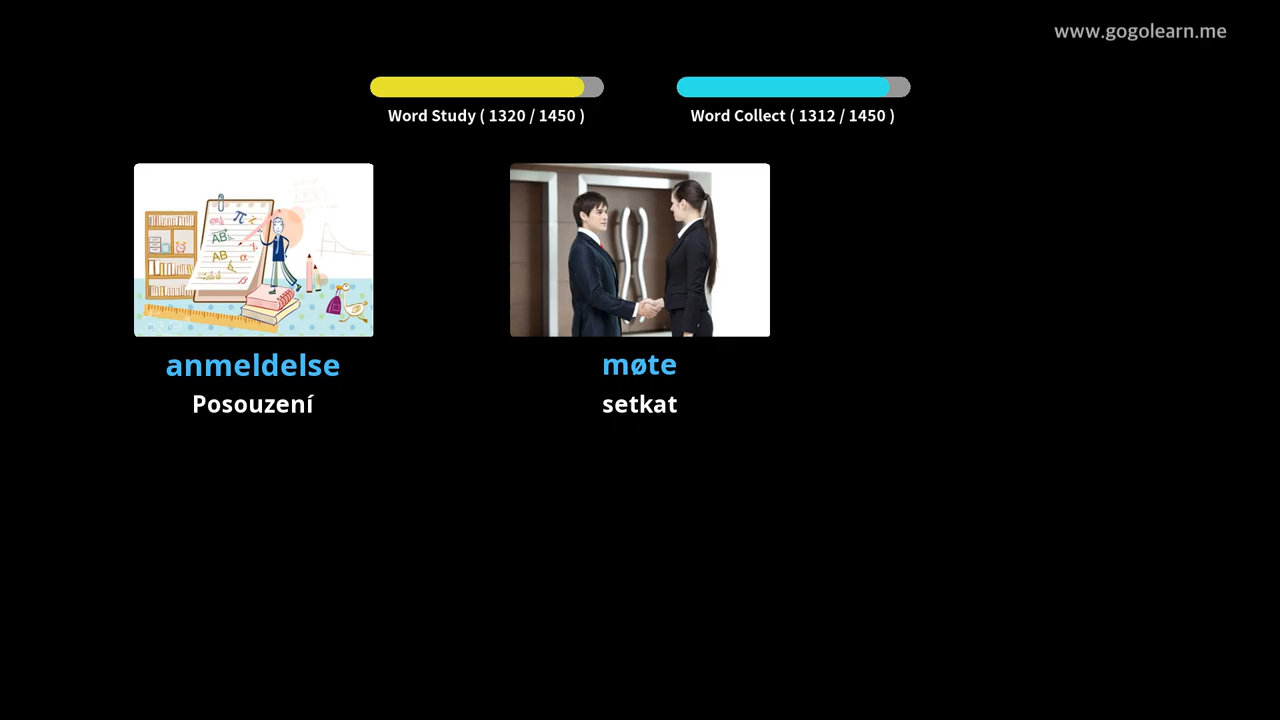 www.gogolearn.me
Word Study ( 1320 / 1450 )
Word Collect ( 1312 / 1450 )
anmeldelse
Posouzení
møte
setkat